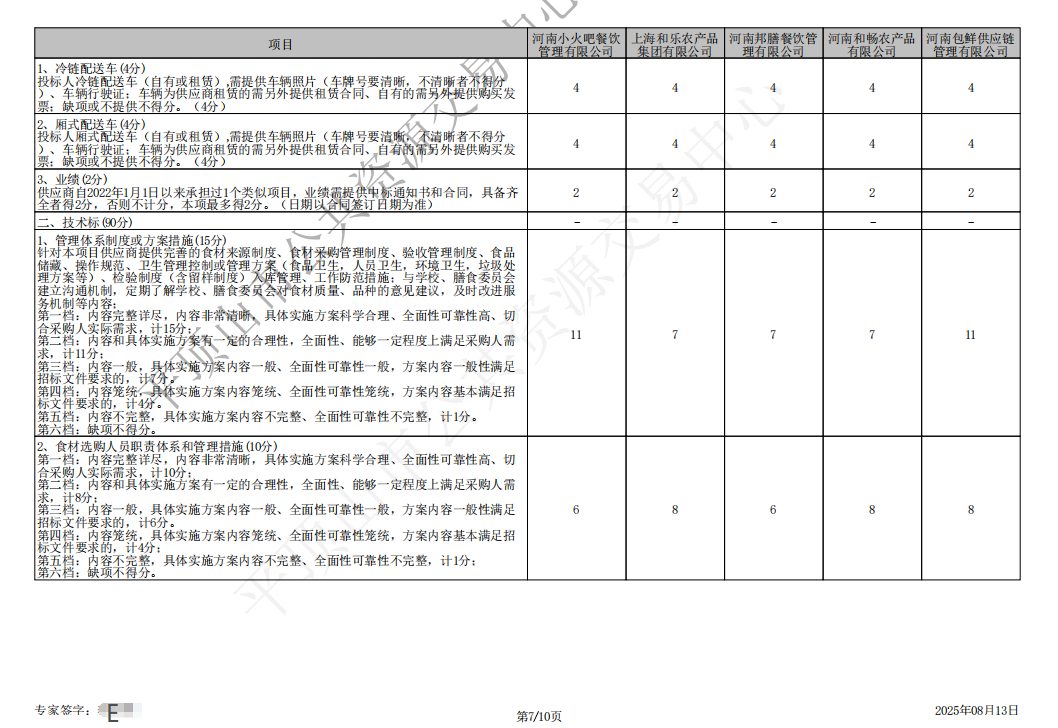 项目
河南小火吧餐饮
管理有限公司
上海和乐农产品
集团有限公司
河南邦膳餐饮管
理有限公司
河南和畅农产品
有限公司
河南包鲜供应链
管理有限公司
1、冷链配送车(4分)
投标人冷链配送车（自有或租赁）,需提供车辆照片（车牌号要清晰，不清晰者不得分
）、车辆行驶证；车辆为供应商租赁的需另外提供租赁合同、自有的需另外提供购买发
票；缺项或不提供不得分。（4分）
4 4 4 4 4
2、厢式配送车(4分)
投标人厢式配送车（自有或租赁）,需提供车辆照片（车牌号要清晰，不清晰者不得分
）、车辆行驶证；车辆为供应商租赁的需另外提供租赁合同、自有的需另外提供购买发
票；缺项或不提供不得分。（4分）
4 4 4 4 4
3、业绩(2分)
供应商自2022年1月1日以来承担过1个类似项目，业绩需提供中标通知书和合同，具备齐
全者得2分，否则不计分，本项最多得2分。（日期以合同签订日期为准）
2 2 2 2 2
二、技术标(90分)
– – – – –
1、管理体系制度或方案措施(15分)
针对本项目供应商提供完善的食材来源制度、食材采购管理制度、验收管理制度、食品
储藏、操作规范、卫生管理控制或管理方案（食品卫生，人员卫生，环境卫生，垃圾处
理方案等）、检验制度（含留样制度）及库管理、工作防范措施；与学校、膳食委员会
建立沟通机制，定期了解学校、膳食委员会对食材质量、品种的意见建议，及时改进服
务机制等内容；
第一档：内容完整详尽，内容非常清晰，具体实施方案科学合理、全面性可靠性高、切
合采购人实际需求，计15分；
第二档：内容和具体实施方案有一定的合理性，全面性、能够一定程度上满足采购人需
求，计11分；
第三档：内容一般，具体实施方案内容一般、全面性可靠性一般，方案内容一般性满足
招标文件要求的，计7分。
第四档：内容笼统，具体实施方案内容笼统、全面性可靠性笼统，方案内容基本满足招
标文件要求的，计4分。
第五档：内容不完整，具体实施方案内容不完整、全面性可靠性不完整，计1分。
第六档：缺项不得分。
11 7 7 7 11
2、食材选购人员职责体系和管理措施(10分)
第一档：内容完整详尽，内容非常清晰，具体实施方案科学合理、全面性可靠性高、切
合采购人实际需求，计10分；
第二档：内容和具体实施方案有一定的合理性，全面性、能够一定程度上满足采购人需
求，计8分；
第三档：内容一般，具体实施方案内容一般、全面性可靠性一般，方案内容一般性满足
招标文件要求的，计6分。
第四档：内容笼统，具体实施方案内容笼统、全面性可靠性笼统，方案内容基本满足招
标文件要求的，计4分；
第五档：内容不完整，具体实施方案内容不完整、全面性可靠性不完整，计1分；
第六档：缺项不得分。
6 8 6 8 8
平顶山市公共资源交易中心
平顶山市公共资源交易中心
专家签字：
2025年08月13日
第7/10页